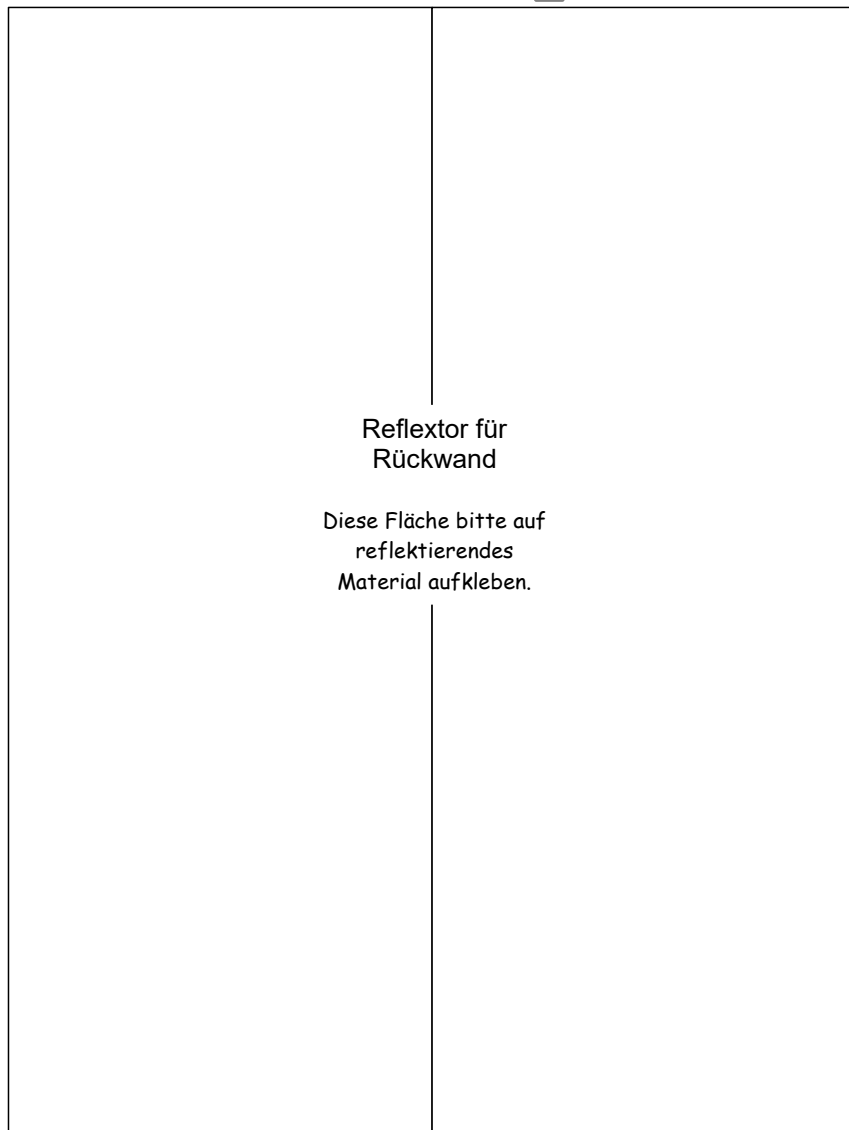 Reflextor für
Rückwand
Diese Fläche bitte auf
reflektierendes
Material aufkleben.